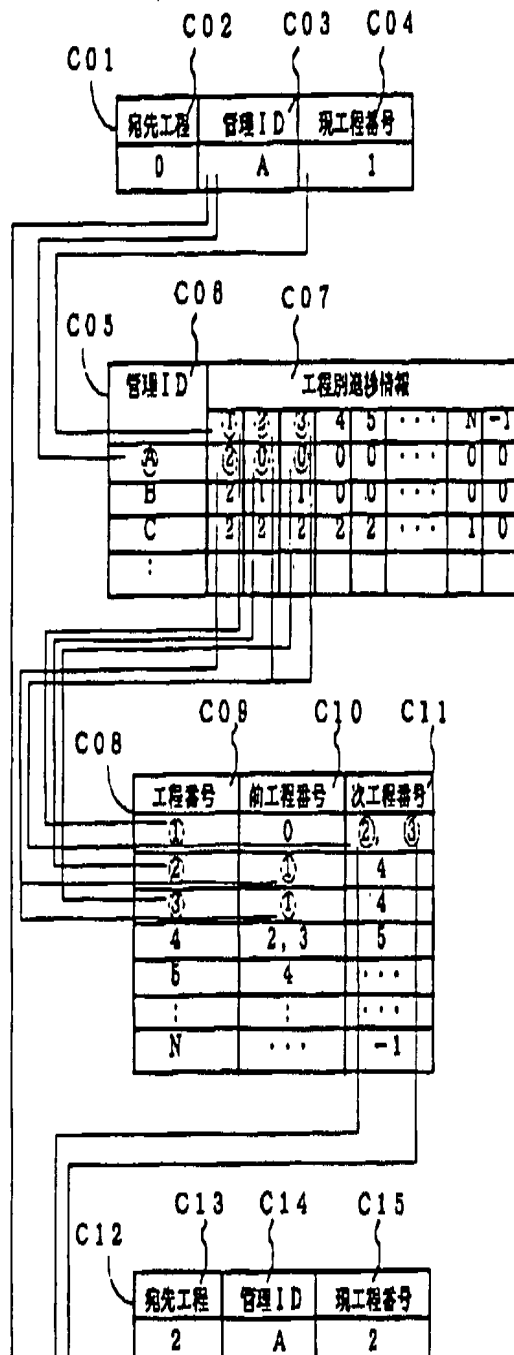 C02 C03 C04
C01
宛先工程 管理ID 現工程番号
0 A 1
C06 C07
C05
管理ID 工程別進捗情報
1 2 3 4 5 ・・・ N -1
A 2 0 0 0 0 ・・・ 0 0
B 2 1 1 0 0 ・・・ 0 0
C 2 2 2 2 2 ・・・ 1 0
:
C09 C10 C11
C08
工程番号 前工程番号 次工程番号
① 0 ② ③
② ① 4
③ ① 4
4 2, 3 5
5 4 ・・・
: : ・・・
N ・・・ -1
C13 C14 C15
C12
宛先工程 管理ID 現工程番号
2 A 2